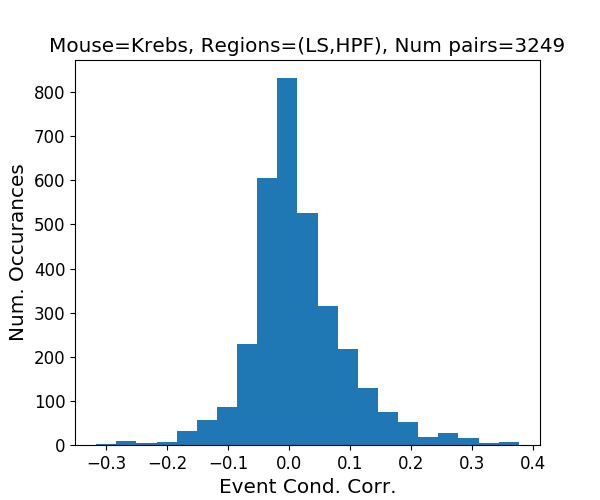 Mouse=Krebs, Regions=(LS,HPF), Num pairs=3249
800
700
600
500
400
300
200
100
0
Num. Occurances
−0.3 −0.2 −0.1 0.0 0.1 0.2 0.3 0.4
Event Cond. Corr.